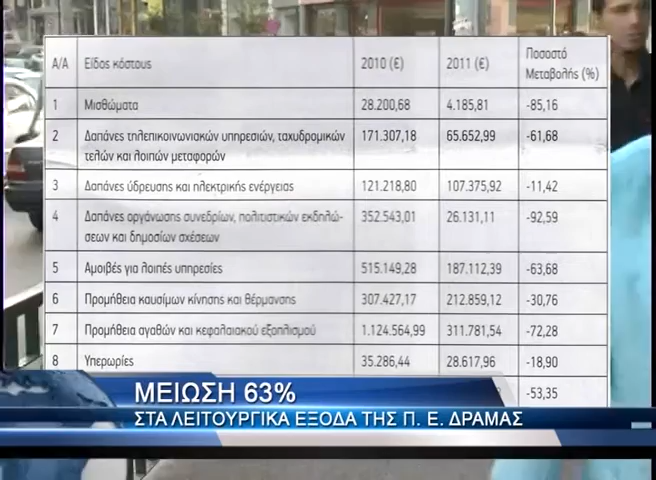 Α/Α Είδος κόστους 2010 (€) 2011 (€) Ποσοστό
Μεταβολής (%)
1 Μισθώματα 28.200,68 4.185,81 -85,16
2 Δαπάνες τηλεπικοινωνιακών υπηρεσιών, ταχυδρομικών 171.307,18 65.652,99 -61,68
τελών και λοιπών μεταφορών
3 Δαπάνες ύδρευσης και ηλεκτρικής ενέργειας 121.218,80 107.375,92 -11,42
4 Δαπάνες οργάνωσης συνεδρίων, πολιτιστικών εκδηλώ- 352.543,01 26.131,11 -92,59
σεων και δημοσίων σχέσεων
5 Αμοιβές για λοιπές υπηρεσίες 515.149,28 187.112,39 -63,68
6 Προμήθεια καυσίμων κίνησης και θέρμανσης 307.427,17 212.859,12 -30,76
7 Προμήθεια αγαθών και κεφαλαιακού εξοπλισμού 1.124.564,99 311.781,54 -72,28
8 Υπερωρίες 35.286,44 28.617,96 -18,90
-53,35
ΜΕΙΩΣΗ 63%
ΣΤΑ ΛΕΙΤΟΥΡΓΙΚΑ ΕΞΟΔΑ ΤΗΣ Π. Ε. ΔΡΑΜΑΣ